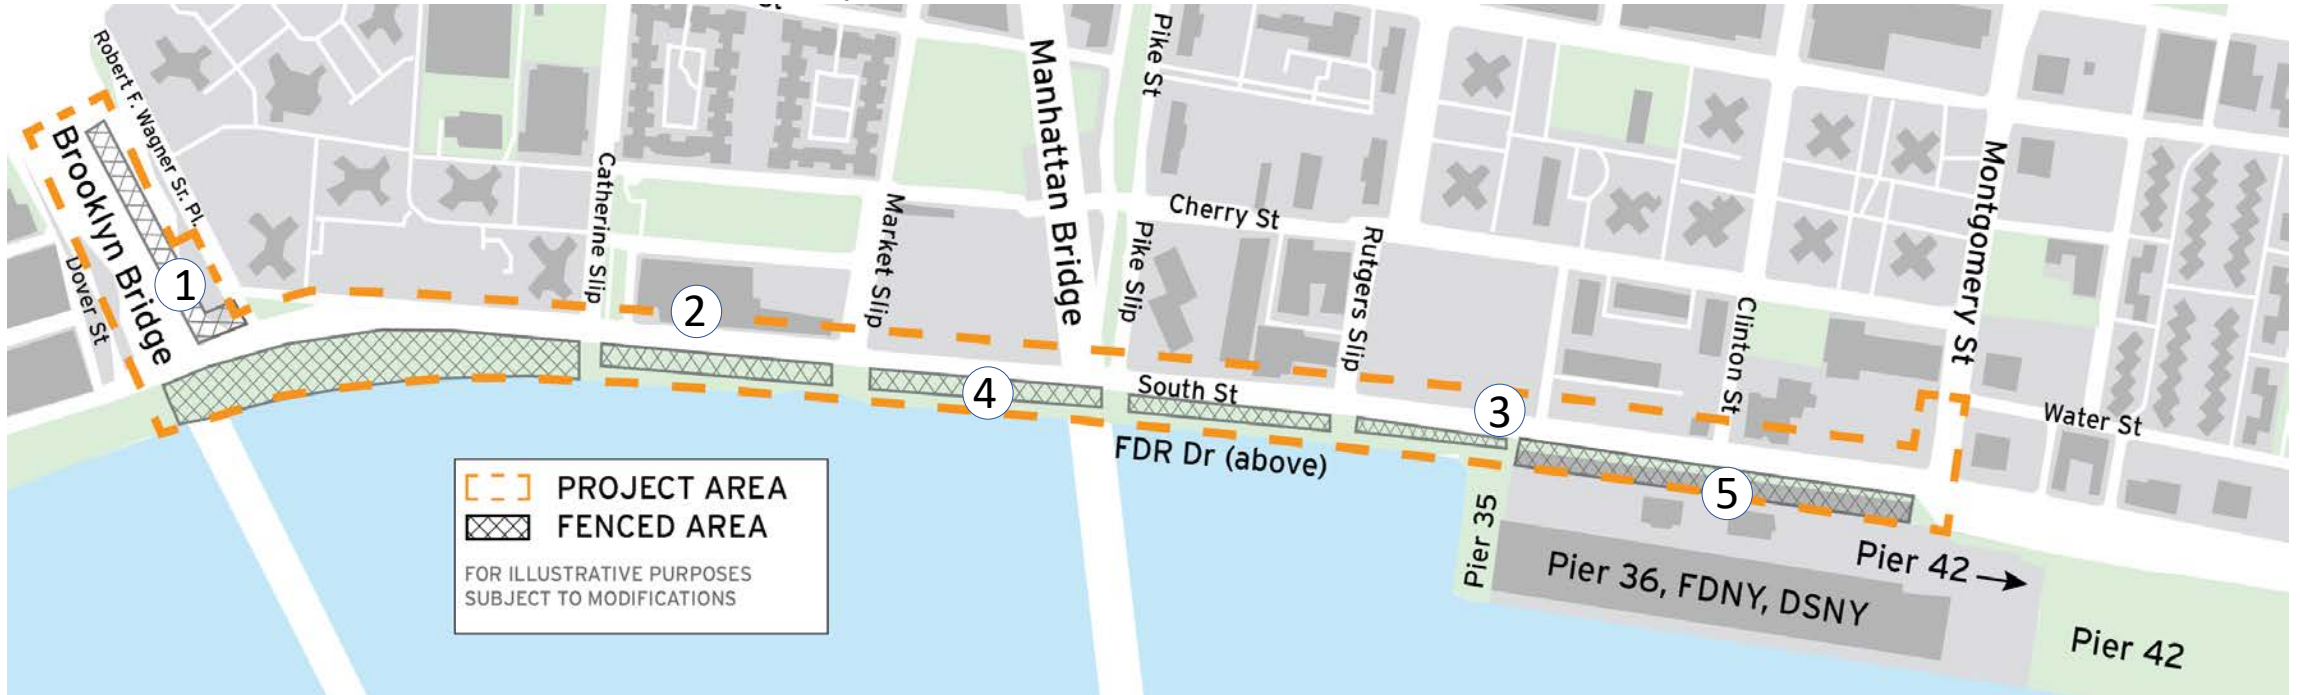 Robert F. Wagner Sr. Pl.
Brooklyn Bridge
Dover St
1
Catherine Slip
2
Market Slip
Manhattan Bridge
Pike St
Cherry St
Pike Slip
Rutgers Slip
4
South St
3
FDR Dr (above)
Clinton St
Montgomery St
Water St
5
Pier 35
Pier 36, FDNY, DSNY
Pier 42
Pier 42
PROJECT AREA
FENCED AREA
FOR ILLUSTRATIVE PURPOSES
SUBJECT TO MODIFICATIONS